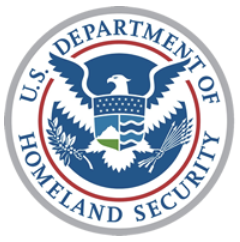 U.S. DEPARTMENT OF
HOMELAND SECURITY